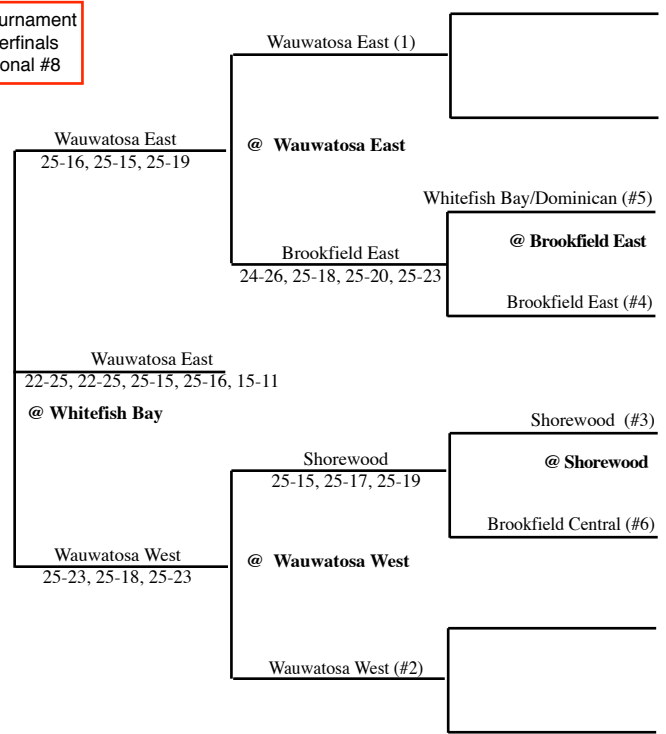 urnament
erfinals
onal #8
Wauwatosa East (1)
Wauwatosa East
25-16, 25-15, 25-19
@ Wauwatosa East
Whitefish Bay/Dominican (#5)
@ Brookfield East
Brookfield East
24-26, 25-18, 25-20, 25-23
Brookfield East (#4)
Wauwatosa East
22-25, 22-25, 25-15, 25-16, 15-11
@ Whitefish Bay
Shorewood (#3)
@ Shorewood
Shorewood
25-15, 25-17, 25-19
Brookfield Central (#6)
Wauwatosa West
25-23, 25-18, 25-23
@ Wauwatosa West
Wauwatosa West (#2)